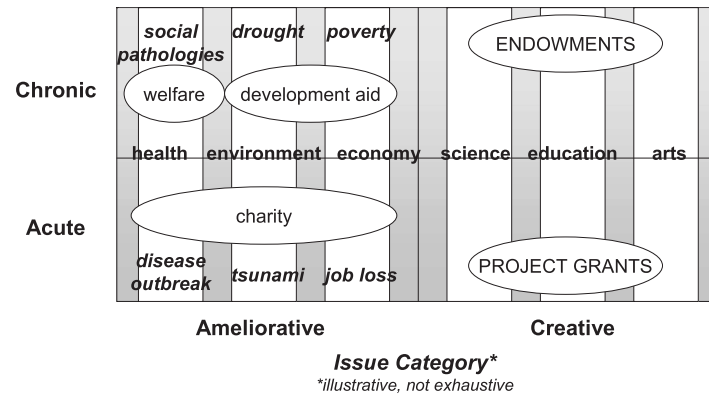 social drought poverty
pathologies
ENDOWMENTS
Chronic
welfare development aid
health environment economy science education arts
charity
Acute
disease
outbreak tsunami job loss
PROJECT GRANTS
Ameliorative Creative
Issue Category*
*illustrative, not exhaustive